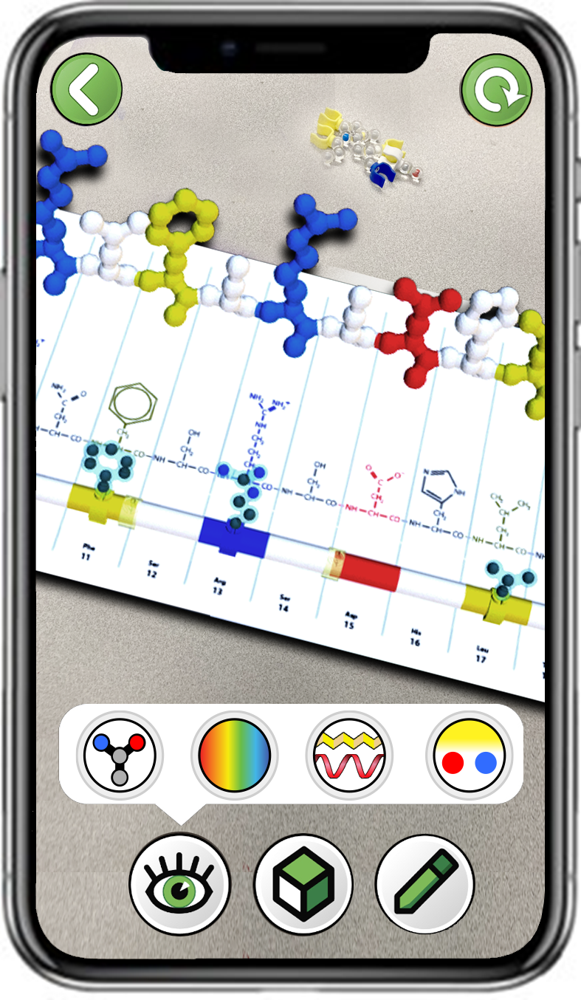 NH₂
O
C
CH₂
CH
CO
CH₂
CO
NH
CH
CO
CH₂
OH
NH₂
NH₂⁺
C
NH
CH₂
CH₂
CH₂
CO
NH
CH
CO
CH₂
OH
O
O⁻
C
CH₂
NH
CH
CO
N
NH
CH₂
NH
CH
CO
CH₃
CH₃
CH
CH₂
NH
CH
CO
NH
Phe
11
Ser
12
Arg
13
Ser
14
Asp
15
His
16
Leu
17